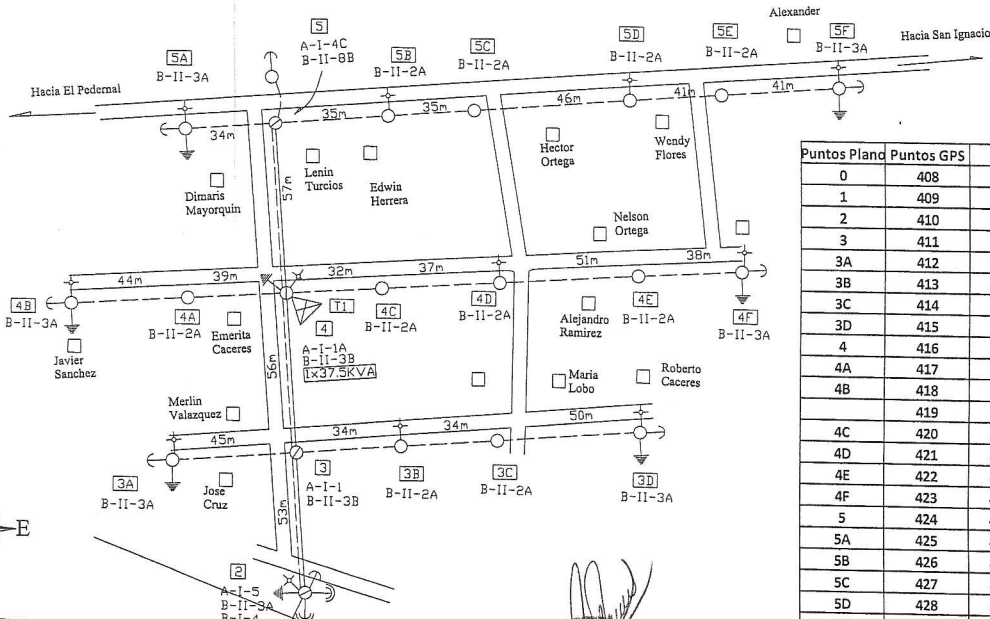 Alexander
5
A-I-4C
B-II-8B
5A
B-II-3A
5B
B-II-2A
5C
B-II-2A
5D
B-II-2A
5E
B-II-2A
5F
B-II-3A
Hacia San Ignacio
Hacia El Pedernal
34m
35m
35m
46m
41m
41m
Dimaris
Mayorquin
Lenin
Turcios
Edwin
Herrera
Hector
Ortega
Wendy
Flores
57m
Nelson
Ortega
44m
39m
32m
37m
51m
38m
4B
B-II-3A
4A
B-II-2A
Emerita
Caceres
T1
4
A-I-1A
B-II-3B
1x37.5KVA
4C
B-II-2A
4D
B-II-2A
Alejandro
Ramirez
4E
B-II-2A
4F
B-II-3A
Javier
Sanchez
56m
Merlin
Valazquez
Maria
Lobo
Roberto
Caceres
45m
34m
34m
50m
3A
B-II-3A
Jose
Cruz
3
A-I-1
B-II-3B
3B
B-II-2A
3C
B-II-2A
3D
B-II-3A
53m
E
2
A-I-5
B-II-3A
B-I-4
Puntos Plano Puntos GPS
0 408
1 409
2 410
3 411
3A 412
3B 413
3C 414
3D 415
4 416
4A 417
4B 418
419
4C 420
4D 421
4E 422
4F 423
5 424
5A 425
5B 426
5C 427
5D 428